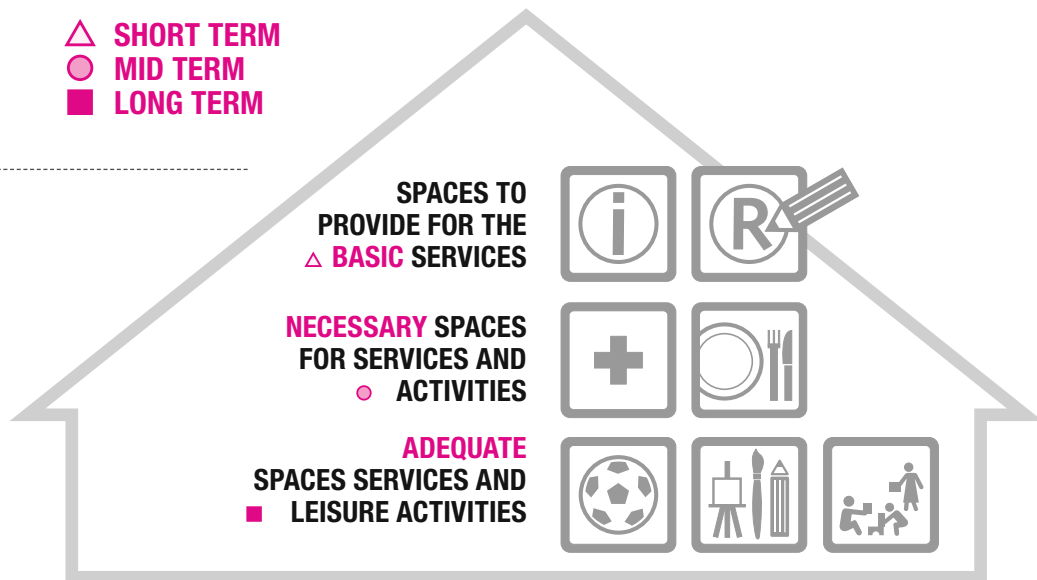 △ SHORT TERM
● MID TERM
■ LONG TERM
SPACES TO
PROVIDE FOR THE
△ BASIC SERVICES
i
R
NECESSARY SPACES
FOR SERVICES AND
● ACTIVITIES
ADEQUATE
SPACES SERVICES AND
■ LEISURE ACTIVITIES